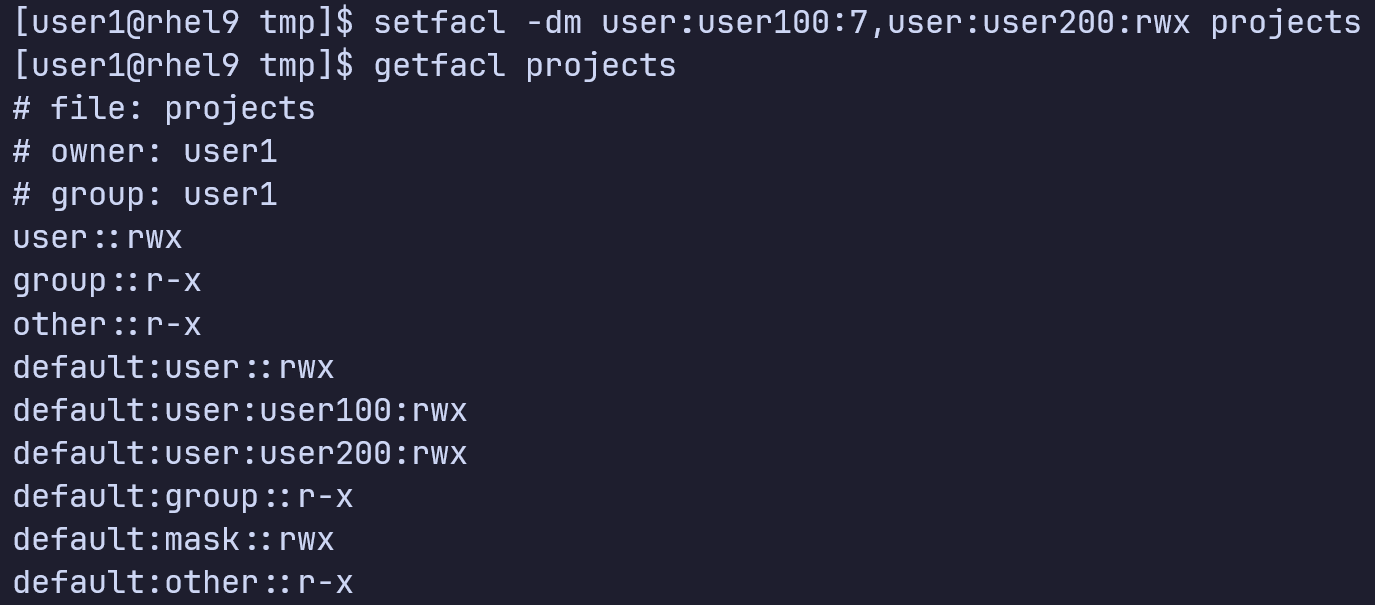 [user1@rhel9 tmp]$ setfacl -dm user:user100:7,user:user200:rwx projects
[user1@rhel9 tmp]$ getfacl projects
# file: projects
# owner: user1
# group: user1
user::rwx
group::r-x
other::r-x
default:user::rwx
default:user:user100:rwx
default:user:user200:rwx
default:group::r-x
default:mask::rwx
default:other::r-x